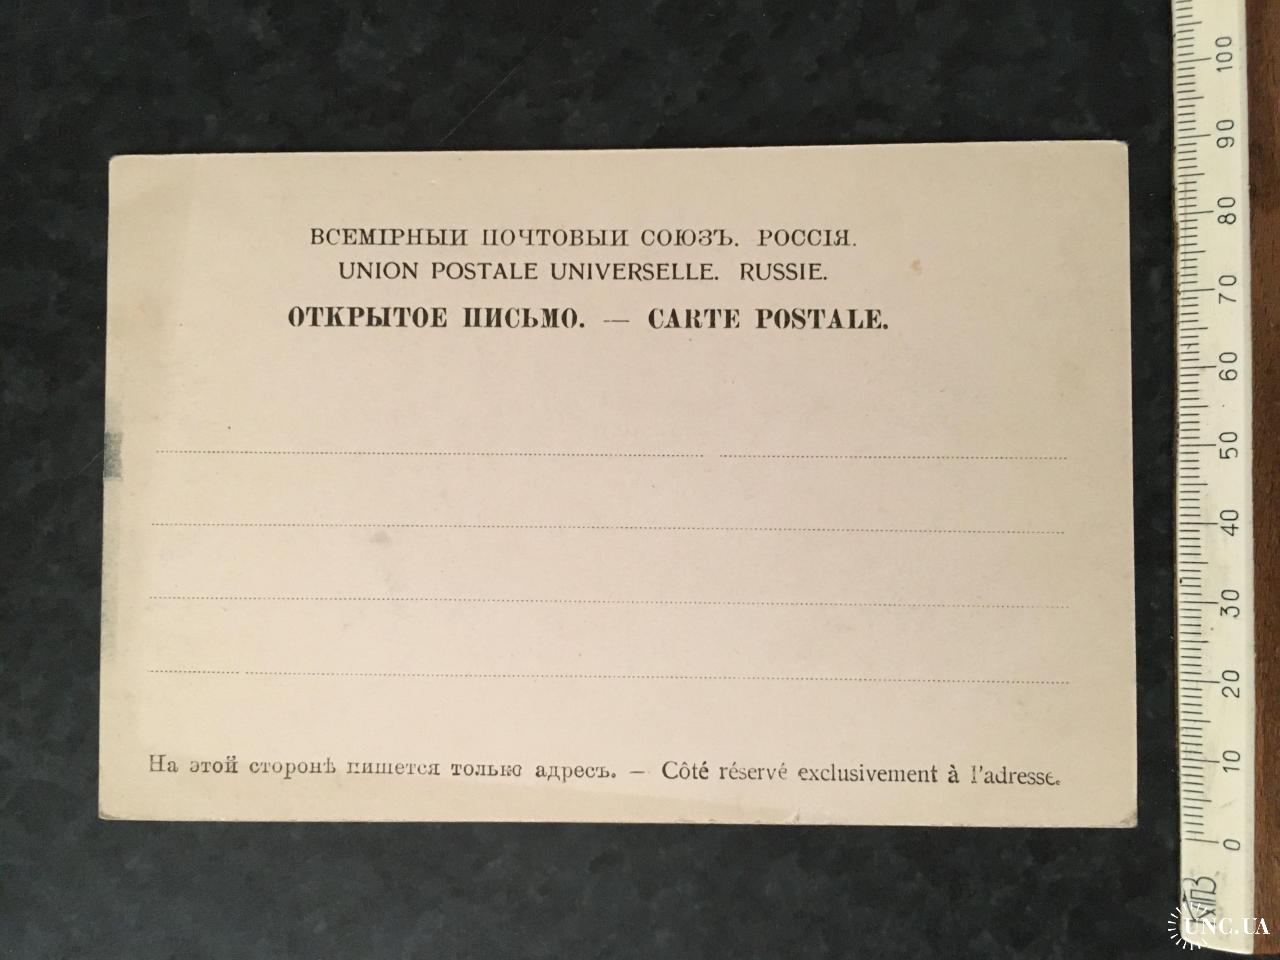 ВСЕМІРНЫЙ ПОЧТОВЫЙ СОЮЗЪ. РОССІЯ.
UNION POSTALE UNIVERSELLE. RUSSIE.
ОТКРЫТОЕ ПИСЬМО. — CARTE POSTALE.
На этой сторонѣ пишется только адресъ. — Côté réservé exclusivement à l'adresse.
100
90
80
70
60
50
40
30
20
10
0
ХПЗ
UNC.UA